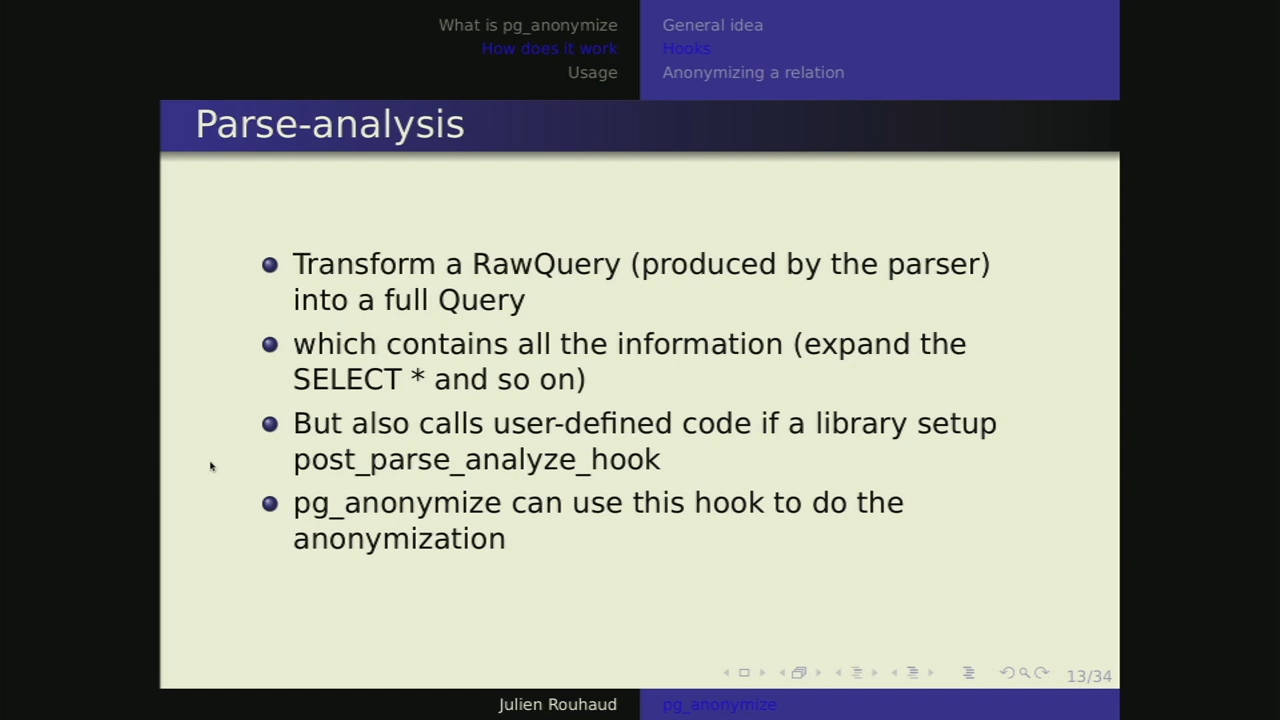 What is pg_anonymize
How does it work
Usage
General idea
Hooks
Anonymizing a relation
Parse-analysis
Transform a RawQuery (produced by the parser)
into a full Query
which contains all the information (expand the
SELECT * and so on)
But also calls user-defined code if a library setup
post_parse_analyze_hook
pg_anonymize can use this hook to do the
anonymization
13/34
Julien Rouhaud
pg_anonymize